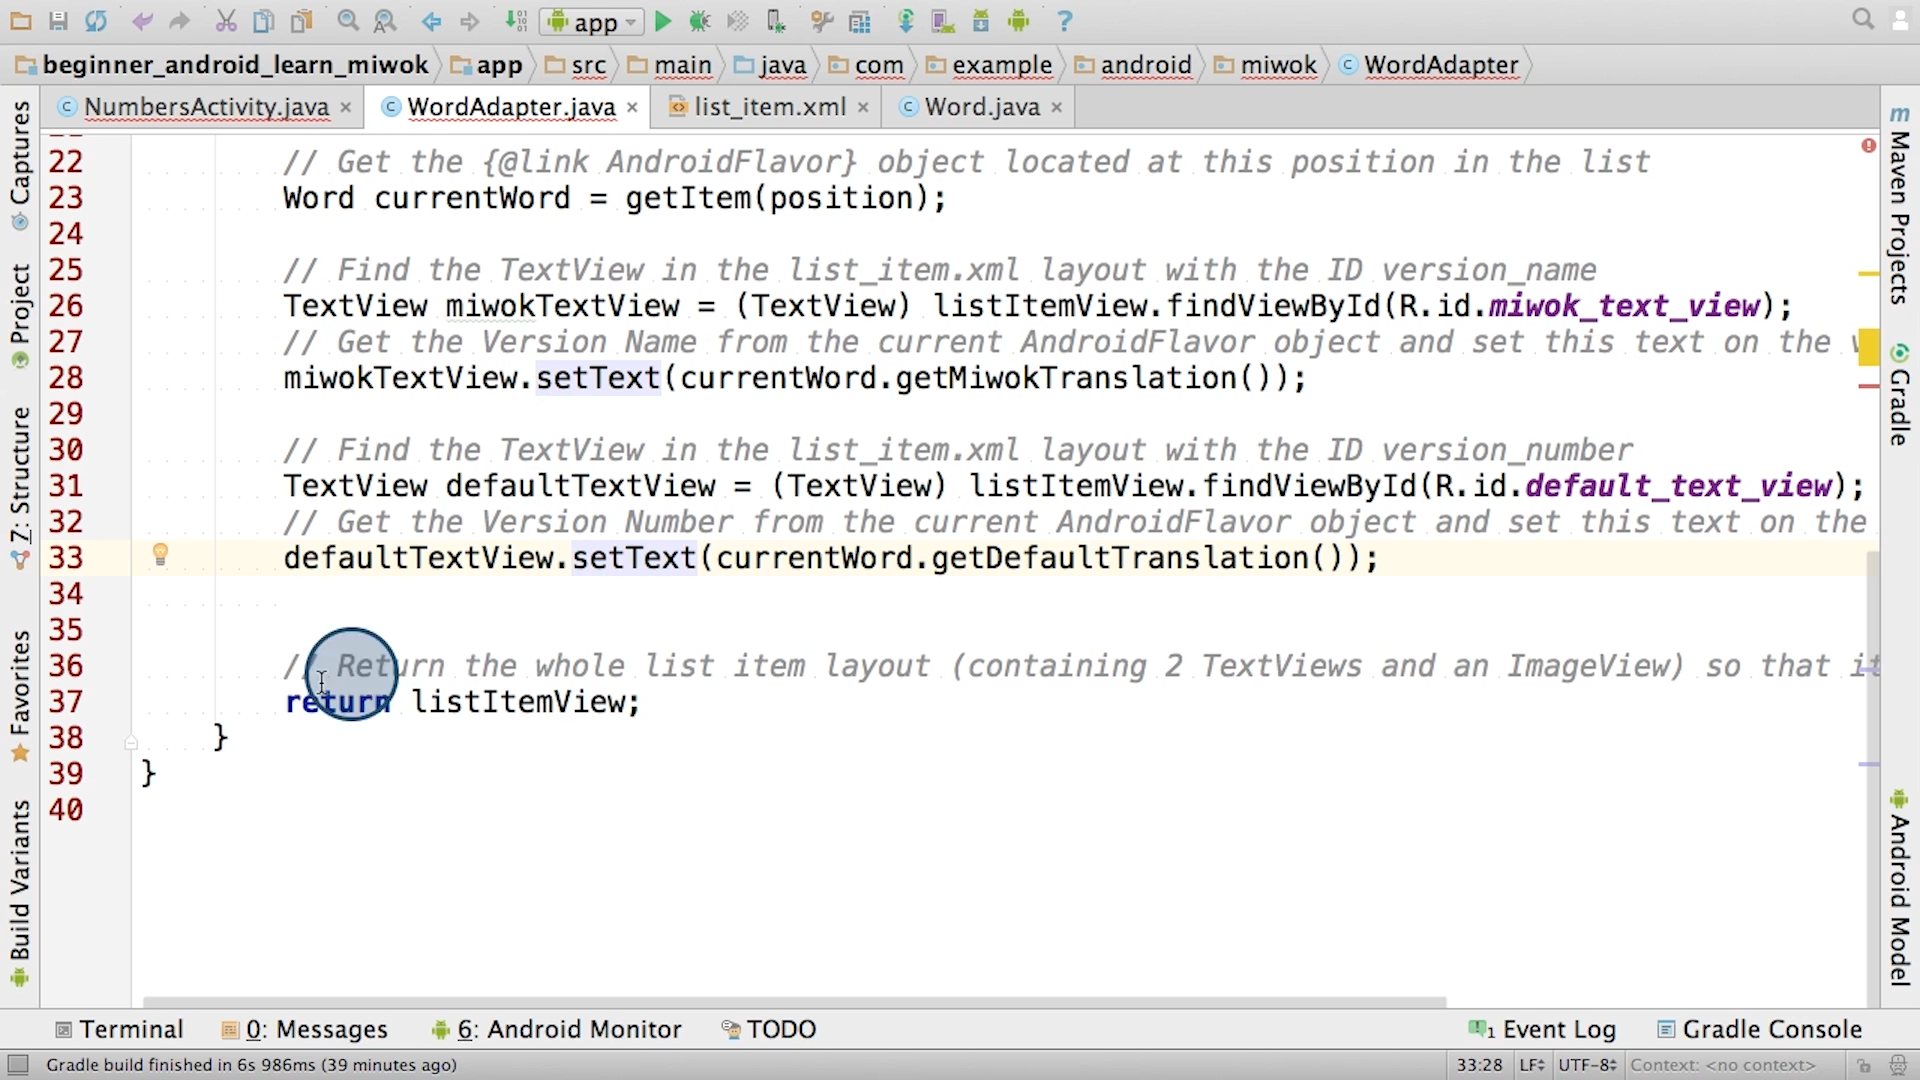 app
beginner_android_learn_miwok app src main java com example android miwok WordAdapter
NumbersActivity.java WordAdapter.java list_item.xml Word.java
22 // Get the {@link AndroidFlavor} object located at this position in the list
23 Word currentWord = getItem(position);
24
25 // Find the TextView in the list_item.xml layout with the ID version_name
26 TextView miwokTextView = (TextView) listItemView.findViewById(R.id.miwok_text_view);
27 // Get the Version Name from the current AndroidFlavor object and set this text on the
28 miwokTextView.setText(currentWord.getMiwokTranslation());
29
30 // Find the TextView in the list_item.xml layout with the ID version_number
31 TextView defaultTextView = (TextView) listItemView.findViewById(R.id.default_text_view);
32 // Get the Version Number from the current AndroidFlavor object and set this text on the
33 defaultTextView.setText(currentWord.getDefaultTranslation());
34
35
36 // Return the whole list item layout (containing 2 TextViews and an ImageView) so that it
37 return listItemView;
38 }
39 }
40
Captures
Project
7: Structure
Favorites
Build Variants
m Maven Projects
Gradle
Android Model
Terminal 0: Messages 6: Android Monitor TODO 1 Event Log Gradle Console
Gradle build finished in 6s 986ms (39 minutes ago) 33:28 LF UTF-8 Context: <no context>